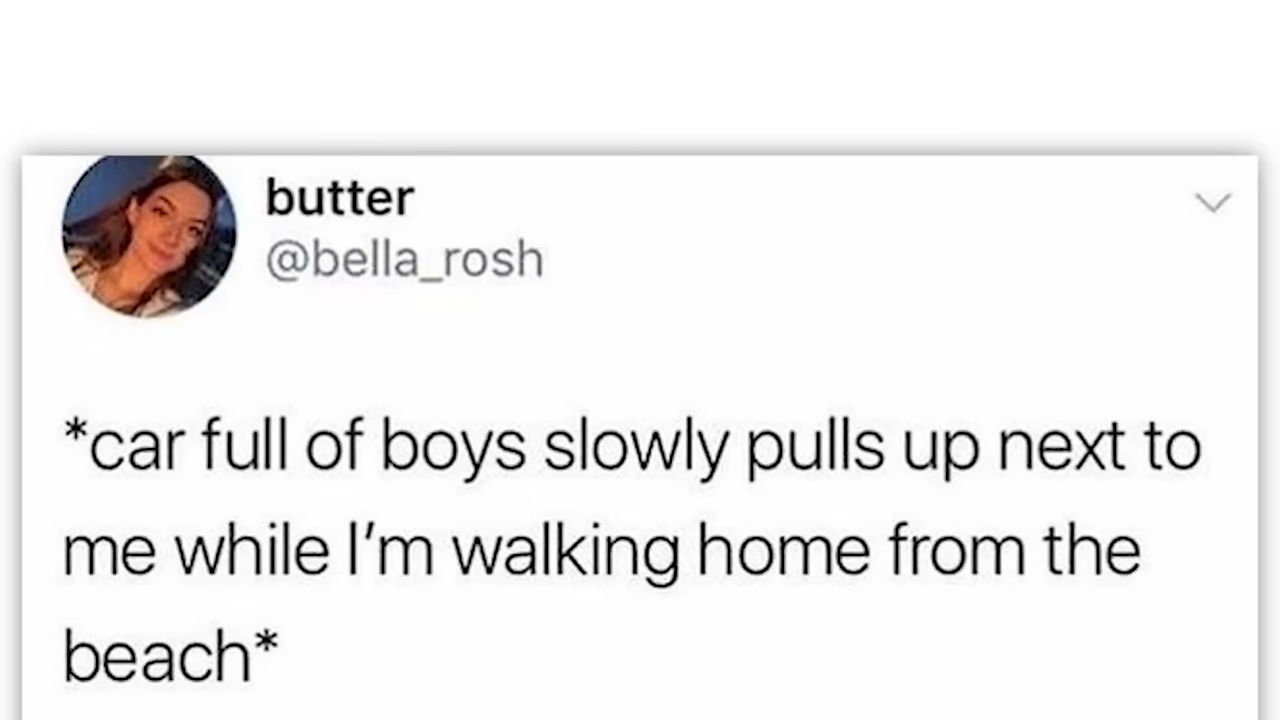 butter
@bella_rosh
*car full of boys slowly pulls up next to
me while I’m walking home from the
beach*